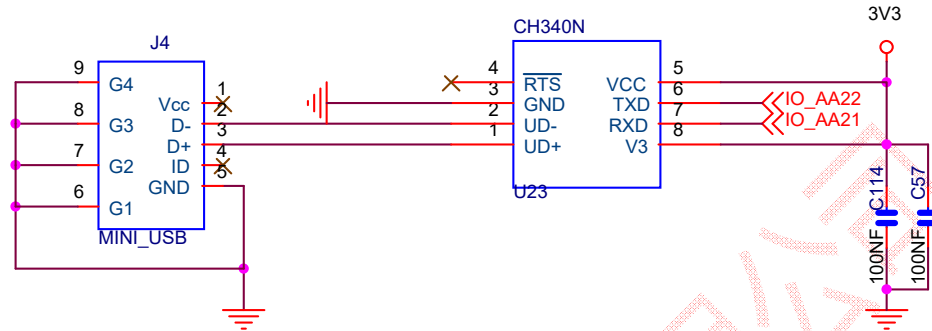 3V3
J4
CH340N
9
G4
8
G3
7
G2
6
G1
1
Vcc
2
D-
3
D+
4
ID
5
GND
MINI_USB
4
RTS
3
GND
2
UD-
1
UD+
5
VCC
6
TXD
IO_AA22
7
RXD
IO_AA21
8
V3
U23
C114
100NF
C57
100NF